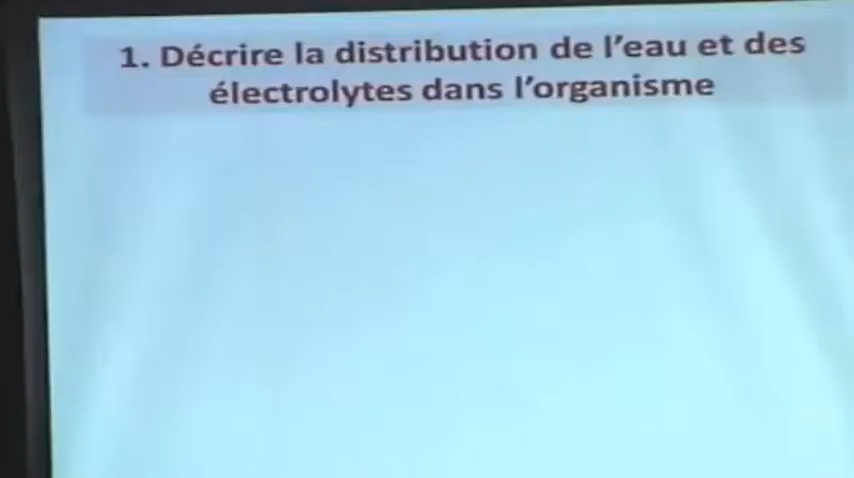 1. Décrire la distribution de l’eau et des
électrolytes dans l’organisme